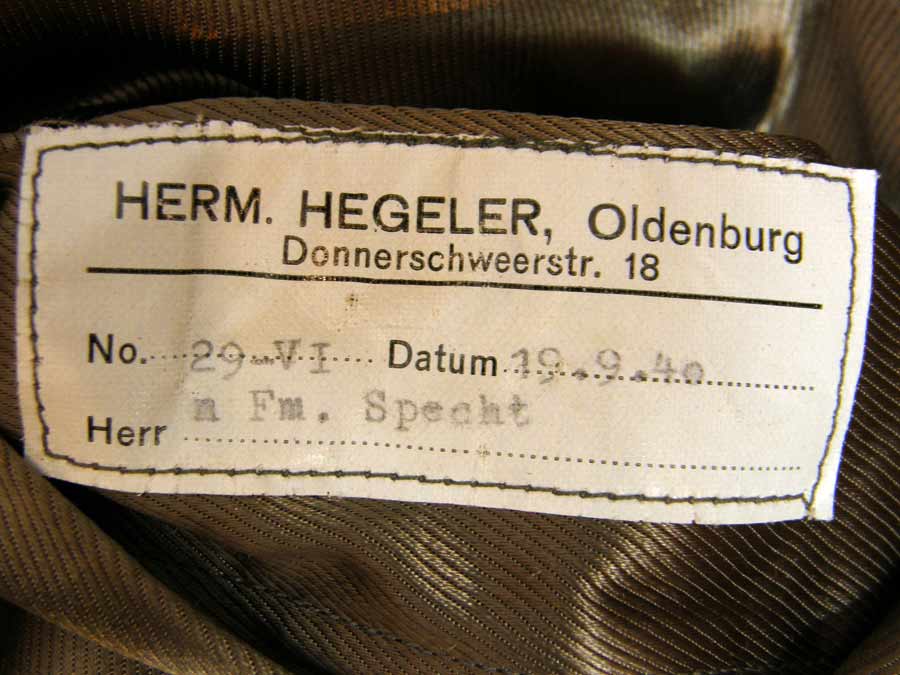 HERM. HEGELER, Oldenburg
Donnerschweerstr. 18
No. 29-VI Datum 19.9.40
n Fm. Specht
Herr